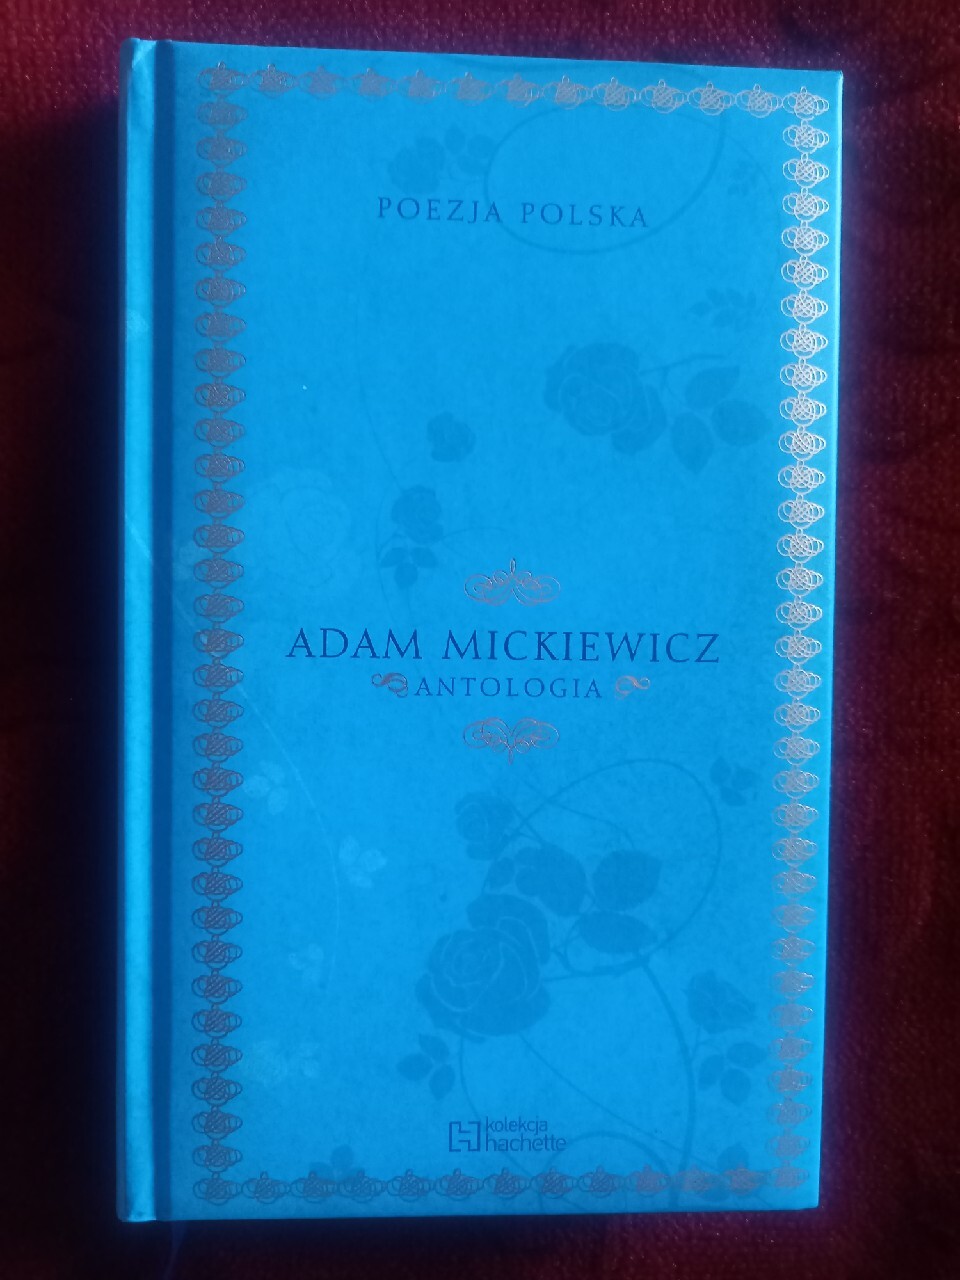 POEZJA POLSKA
ADAM MICKIEWICZ
ANTOLOGIA
kolekcja
hachette